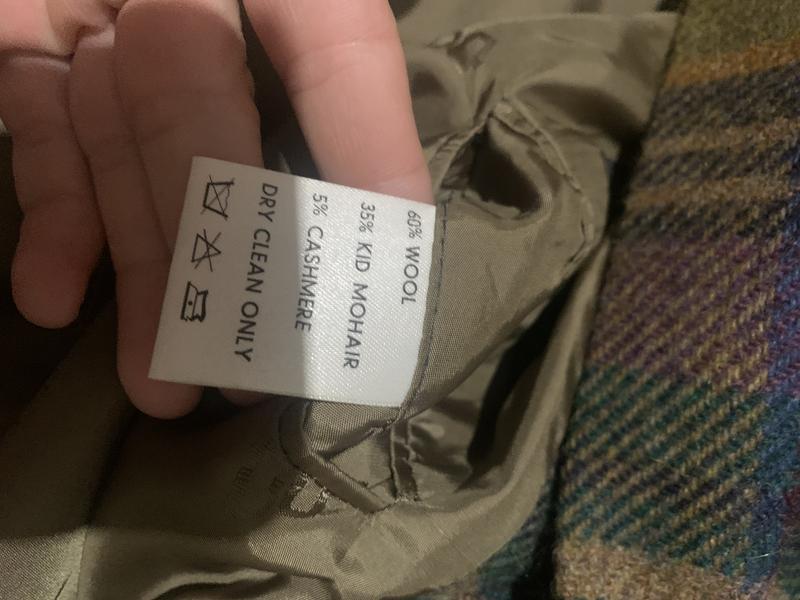 60% WOOL
35% KID MOHAIR
5% CASHMERE
DRY CLEAN ONLY